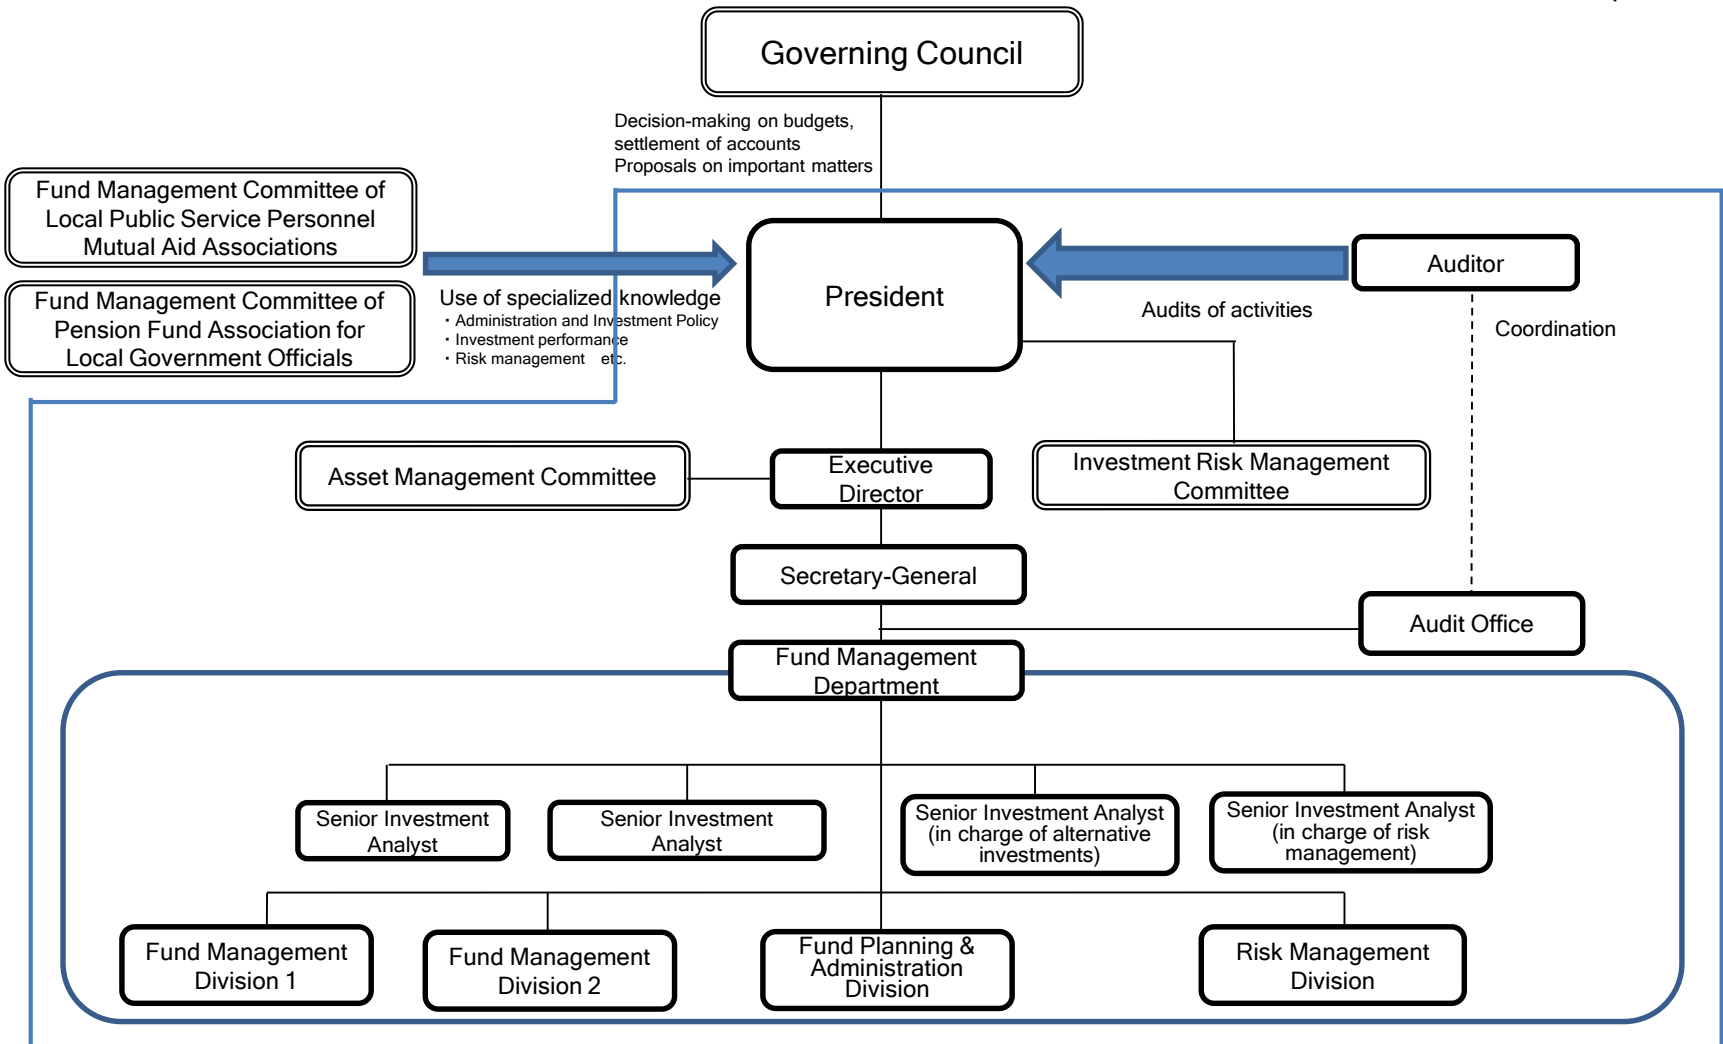 Governing Council
Decision-making on budgets,
settlement of accounts
Proposals on important matters
Fund Management Committee of
Local Public Service Personnel
Mutual Aid Associations
Fund Management Committee of
Pension Fund Association for
Local Government Officials
Use of specialized knowledge
・Administration and Investment Policy
・Investment performance
・Risk management etc.
President
Auditor
Audits of activities
Coordination
Asset Management Committee
Executive
Director
Investment Risk Management
Committee
Secretary-General
Audit Office
Fund Management
Department
Senior Investment
Analyst
Senior Investment
Analyst
Senior Investment Analyst
(in charge of alternative
investments)
Senior Investment Analyst
(in charge of risk
management)
Fund Management
Division 1
Fund Management
Division 2
Fund Planning &
Administration
Division
Risk Management
Division